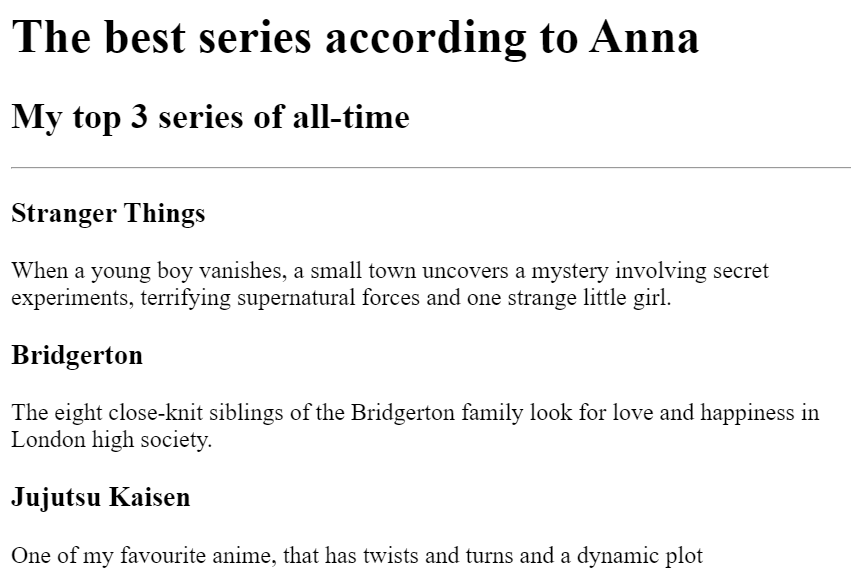 The best series according to Anna
My top 3 series of all-time
Stranger Things
When a young boy vanishes, a small town uncovers a mystery involving secret
experiments, terrifying supernatural forces and one strange little girl.
Bridgerton
The eight close-knit siblings of the Bridgerton family look for love and happiness in
London high society.
Jujutsu Kaisen
One of my favourite anime, that has twists and turns and a dynamic plot